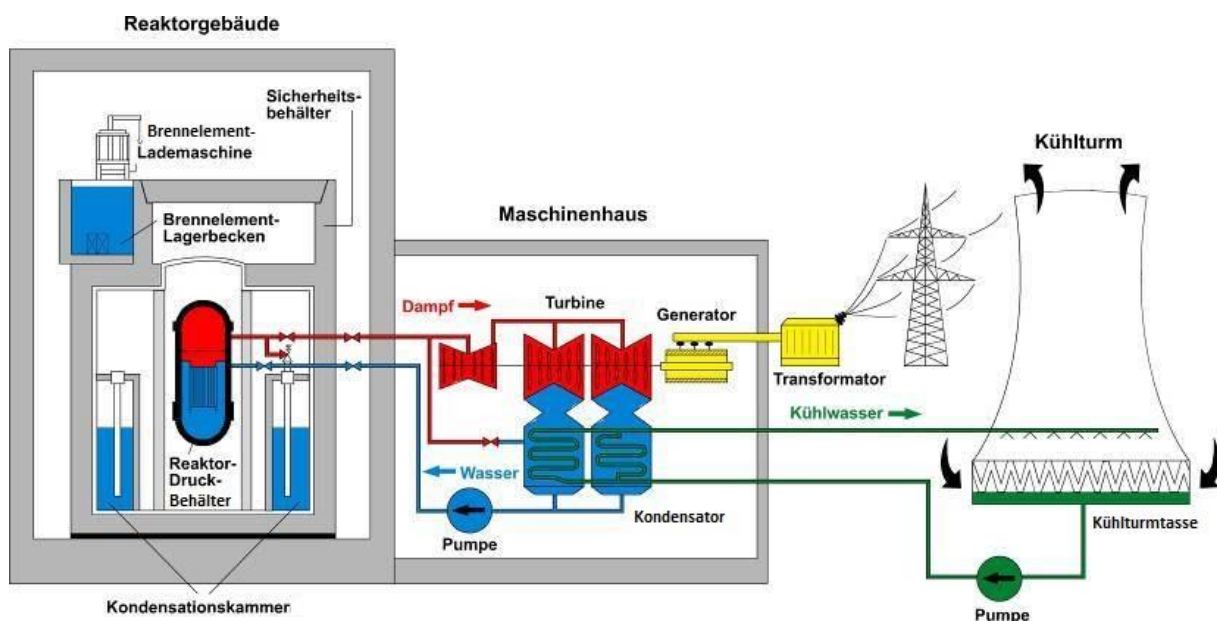 Reaktorgebäude
Sicherheits-
behälter
Brennelement-
Lademaschine
Brennelement-
Lagerbecken
Kühlturm
Maschinenhaus
Dampf
Turbine
Generator
Transformator
Kühlwasser
Reaktor-
Druck-
Behälter
Wasser
Kondensator
Kühlturmtasse
Pumpe
Kondensationskammer
Pumpe